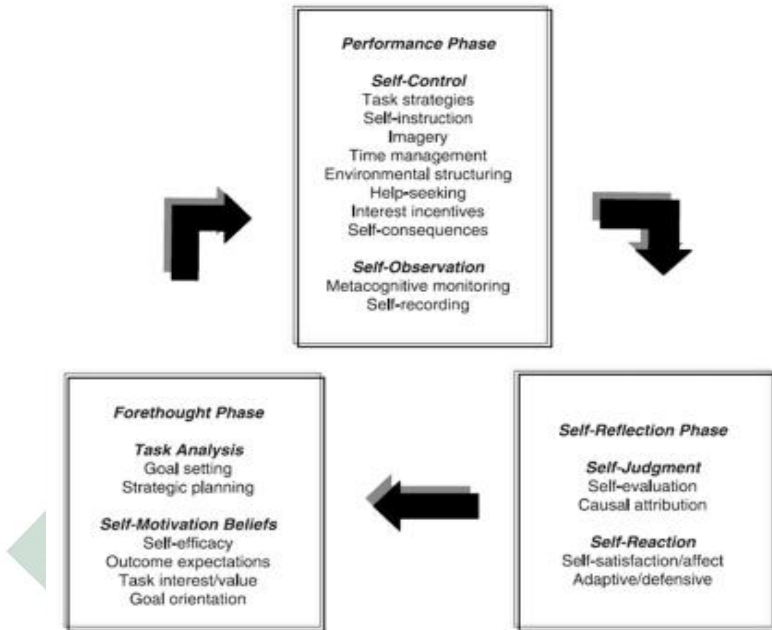 Performance Phase
Self-Control
Task strategies
Self-instruction
Imagery
Time management
Environmental structuring
Help-seeking
Interest incentives
Self-consequences
Self-Observation
Metacognitive monitoring
Self-recording
Forethought Phase
Task Analysis
Goal setting
Strategic planning
Self-Motivation Beliefs
Self-efficacy
Outcome expectations
Task interest/value
Goal orientation
Self-Reflection Phase
Self-Judgment
Self-evaluation
Causal attribution
Self-Reaction
Self-satisfaction/affect
Adaptive/defensive